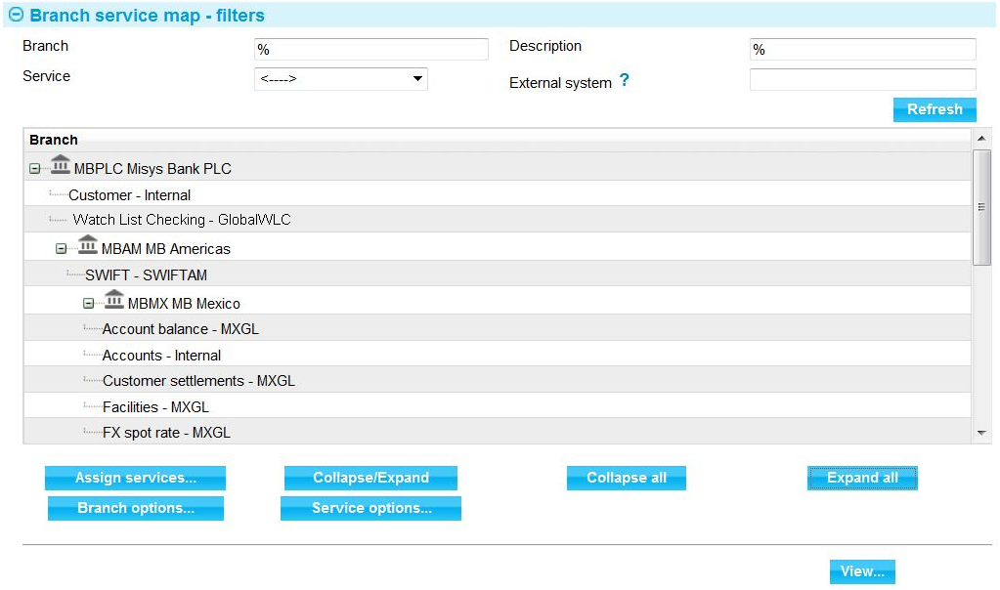 Branch service map - filters
Branch % Description %
Service <----> External system ?
Refresh
Branch
MBPLC Misys Bank PLC
Customer - Internal
Watch List Checking - GlobalWLC
MBAM MB Americas
SWIFT - SWIFTAM
MBMX MB Mexico
Account balance - MXGL
Accounts - Internal
Customer settlements - MXGL
Facilities - MXGL
FX spot rate - MXGL
Assign services... Collapse/Expand Collapse all Expand all
Branch options... Service options...
View...